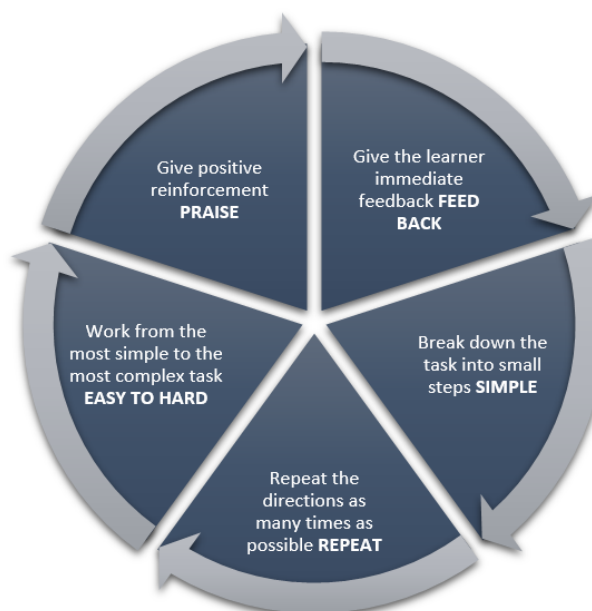 Give the learner
immediate
feedback FEED
BACK
Break down the
task into small
steps SIMPLE
Repeat the
directions as
many times as
possible REPEAT
Work from the
most simple to the
most complex task
EASY TO HARD
Give positive
reinforcement
PRAISE